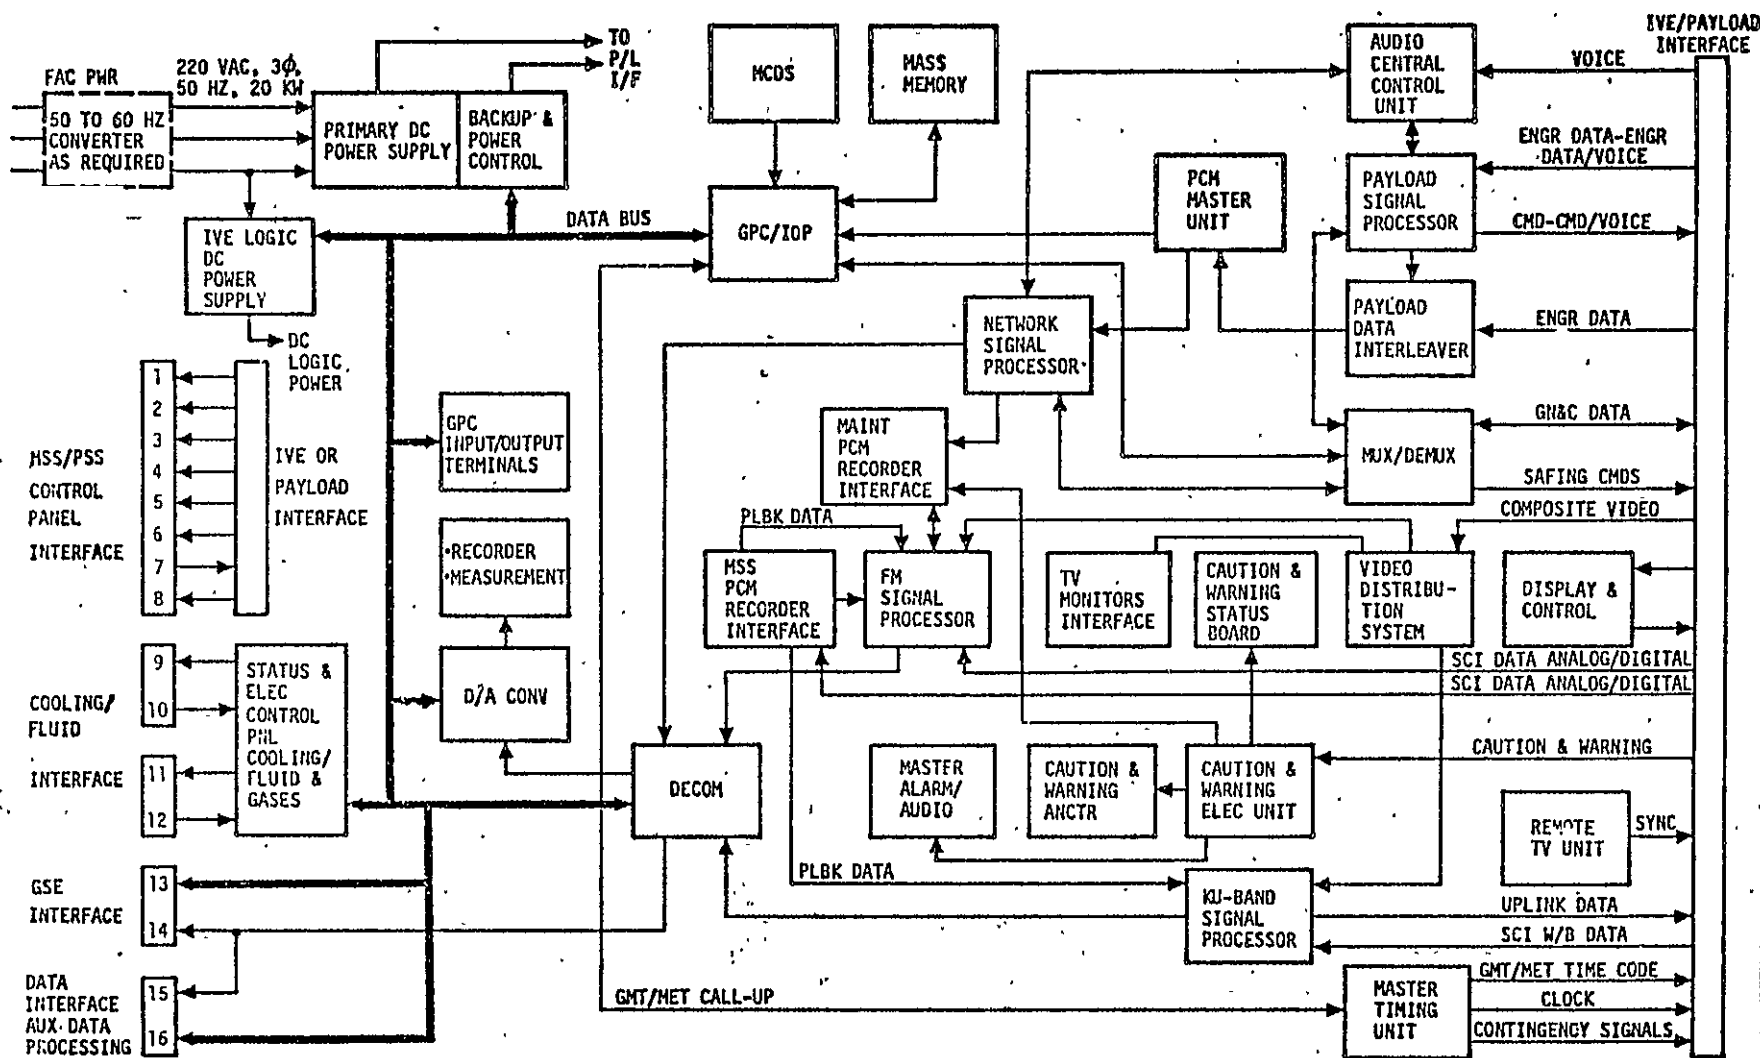 IVE/PAYLOAD
INTERFACE
TO
P/L
I/F
FAC PWR
220 VAC, 3ϕ,
50 HZ, 20 KW
50 TO 60 HZ
CONVERTER
AS REQUIRED
PRIMARY DC
POWER SUPPLY
BACKUP &
POWER
CONTROL
MCDS
MASS
MEMORY
AUDIO
CENTRAL
CONTROL
UNIT
VOICE
ENGR DATA-ENGR
DATA/VOICE
PAYLOAD
SIGNAL
PROCESSOR
CMD-CMD/VOICE
PCM
MASTER
UNIT
IVE LOGIC
DC
POWER
SUPPLY
DATA BUS
GPC/IOP
DC
LOGIC
POWER
NETWORK
SIGNAL
PROCESSOR
PAYLOAD
DATA
INTERLEAVER
ENGR DATA
MSS/PSS
CONTROL
PANEL
INTERFACE
1
2
3
4
5
6
7
8
IVE OR
PAYLOAD
INTERFACE
GPC
INPUT/OUTPUT
TERMINALS
MAINT
PCM
RECORDER
INTERFACE
MUX/DEMUX
GN&C DATA
SAFING CMDS
COMPOSITE VIDEO
PLBK DATA
•RECORDER
•MEASUREMENT
MSS
PCM
RECORDER
INTERFACE
FM
SIGNAL
PROCESSOR
TV
MONITORS
INTERFACE
CAUTION &
WARNING
STATUS
BOARD
VIDEO
DISTRIBU-
TION
SYSTEM
DISPLAY &
CONTROL
SCI DATA ANALOG/DIGITAL
SCI DATA ANALOG/DIGITAL
COOLING/
FLUID
INTERFACE
9
10
11
12
STATUS &
ELEC
CONTROL
PNL
COOLING/
FLUID &
GASES
D/A CONV
DECOM
MASTER
ALARM/
AUDIO
CAUTION &
WARNING
ANCTR
CAUTION &
WARNING
ELEC UNIT
CAUTION & WARNING
REMOTE
TV UNIT
SYNC
GSE
INTERFACE
13
14
PLBK DATA
KU-BAND
SIGNAL
PROCESSOR
UPLINK DATA
SCI W/B DATA
DATA
INTERFACE
AUX DATA
PROCESSING
15
16
GMT/MET CALL-UP
MASTER
TIMING
UNIT
GMT/MET TIME CODE
CLOCK
CONTINGENCY SIGNALS